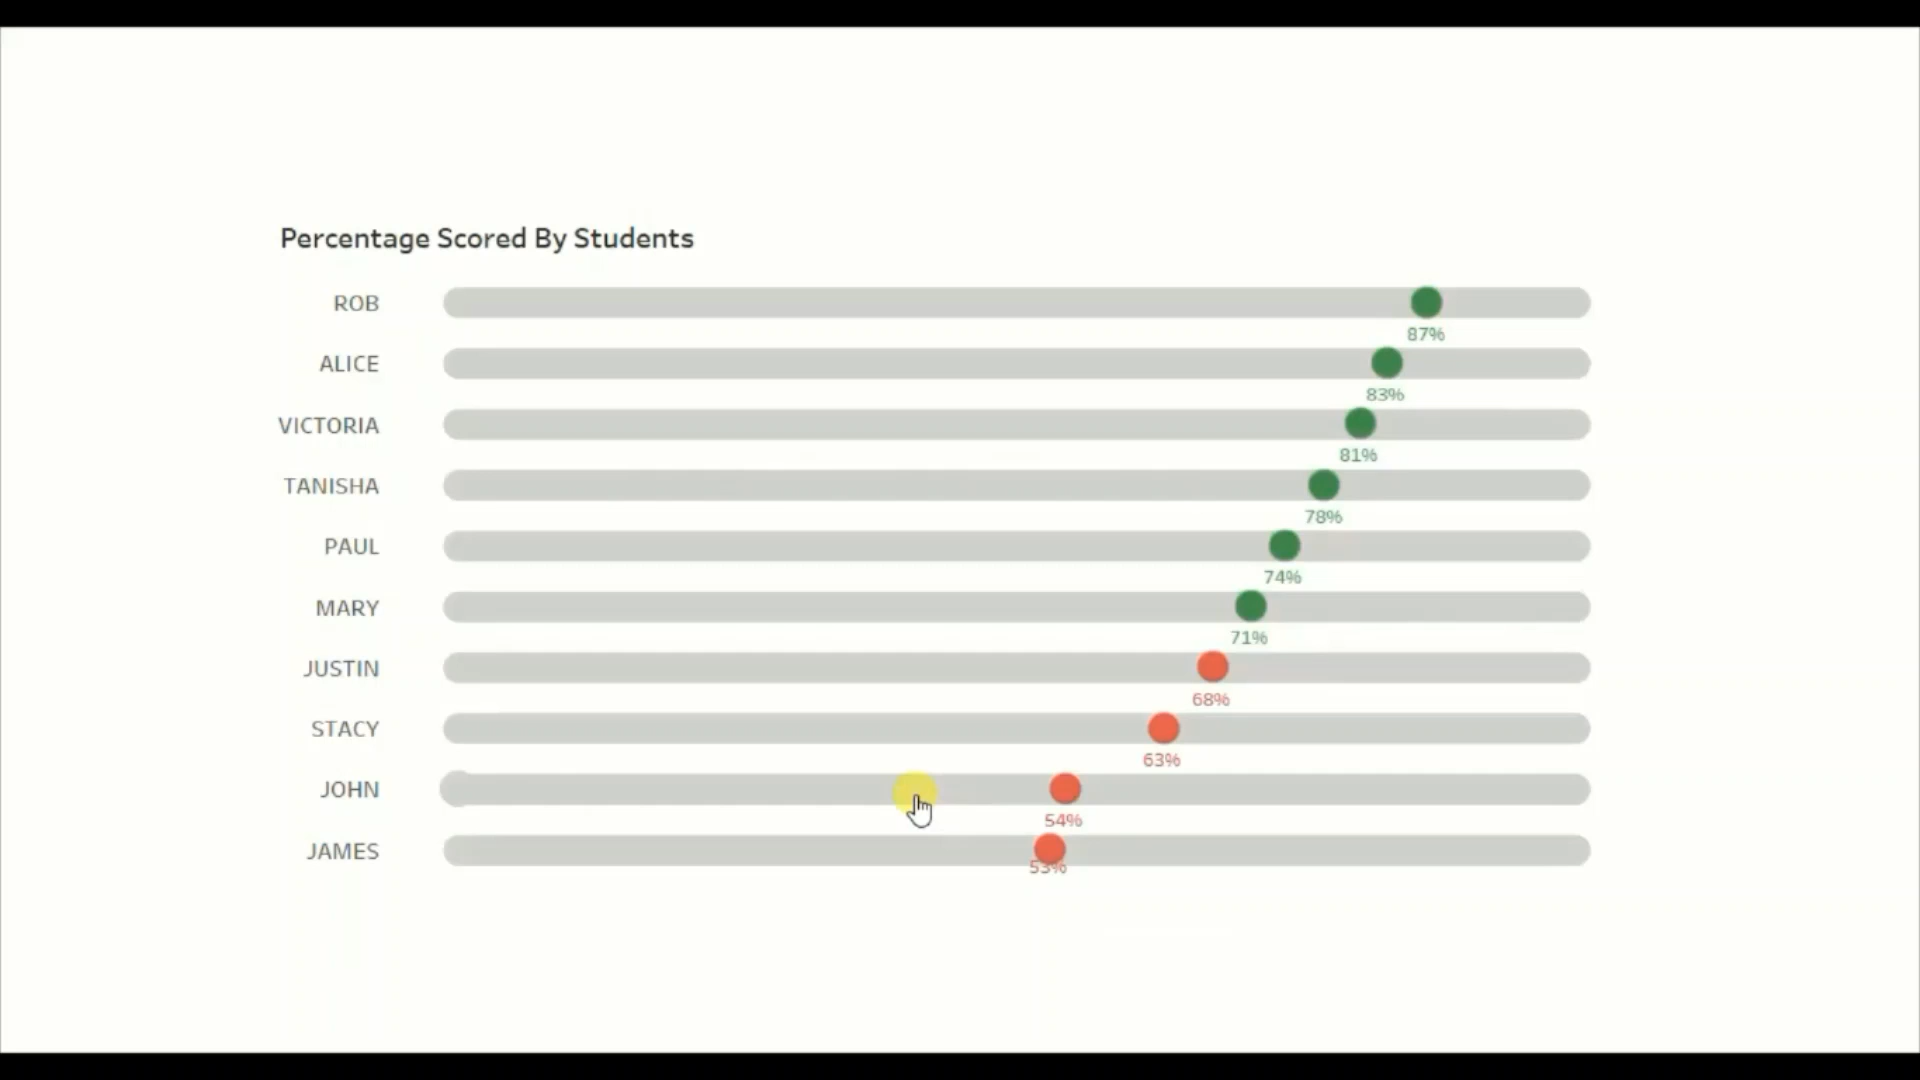 Percentage Scored By Students
ROB
87%
ALICE
83%
VICTORIA
81%
TANISHA
78%
PAUL
74%
MARY
71%
JUSTIN
68%
STACY
63%
JOHN
54%
JAMES
53%